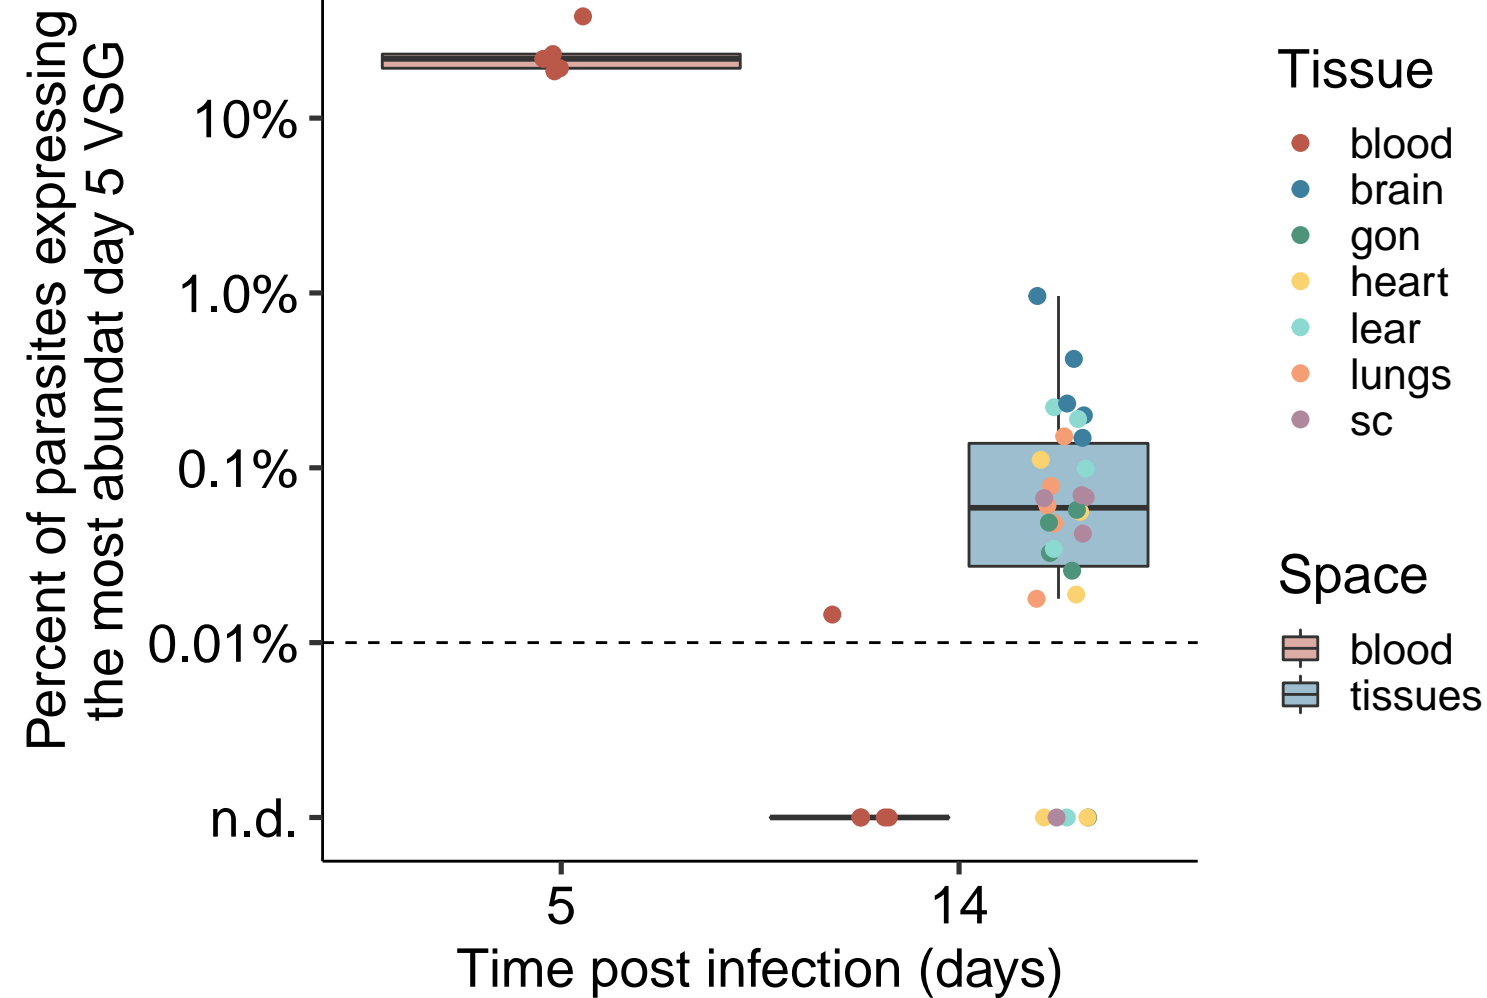 Percent of parasites expressing
the most abundat day 5 VSG
10%
1.0%
0.1%
0.01%
n.d.
5
14
Time post infection (days)
Tissue
blood
brain
gon
heart
lear
lungs
sc
Space
blood
tissues